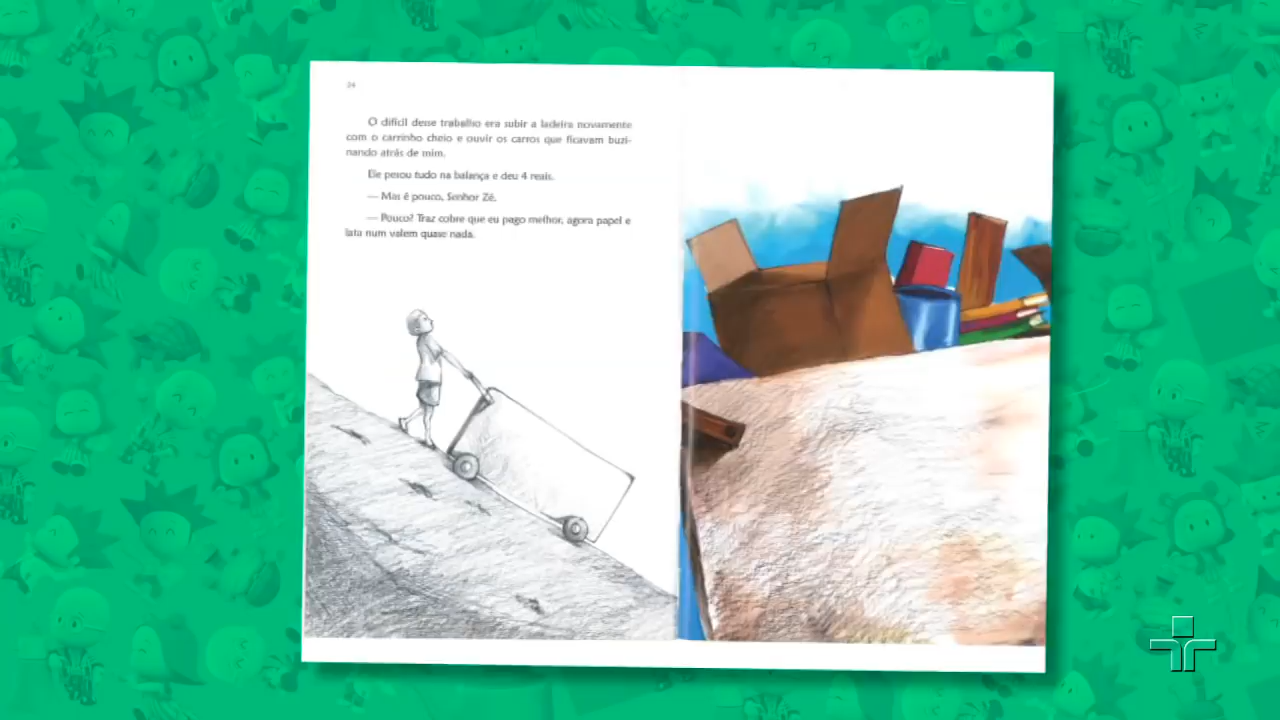 24
O difícil desse trabalho era subir a ladeira novamente
com o carrinho cheio e ouvir os carros que ficavam buzi-
nando atrás de mim.
Ele pesou tudo na balança e deu 4 reais.
— Mas é pouco, Senhor Zé.
— Pouco? Traz cobre que eu pago melhor, agora papel e
lata num valem quase nada.